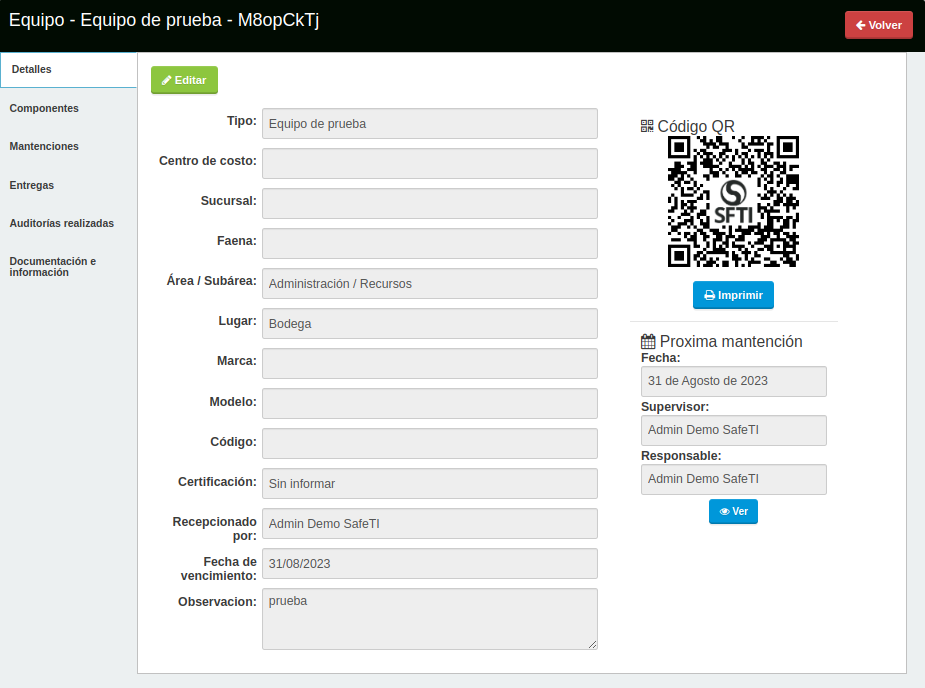 Equipo - Equipo de prueba - M8opCkTj
Volver
Detalles
Componentes
Mantenciones
Entregas
Auditorías realizadas
Documentación e
información
Editar
Tipo: Equipo de prueba
Centro de costo:
Sucursal:
Faena:
Área / Subárea: Administración / Recursos
Lugar: Bodega
Marca:
Modelo:
Código:
Certificación: Sin informar
Recepcionado
por: Admin Demo SafeTI
Fecha de
vencimiento: 31/08/2023
Observacion: prueba
Código QR
SFTI
Imprimir
Proxima mantención
Fecha:
31 de Agosto de 2023
Supervisor:
Admin Demo SafeTI
Responsable:
Admin Demo SafeTI
Ver